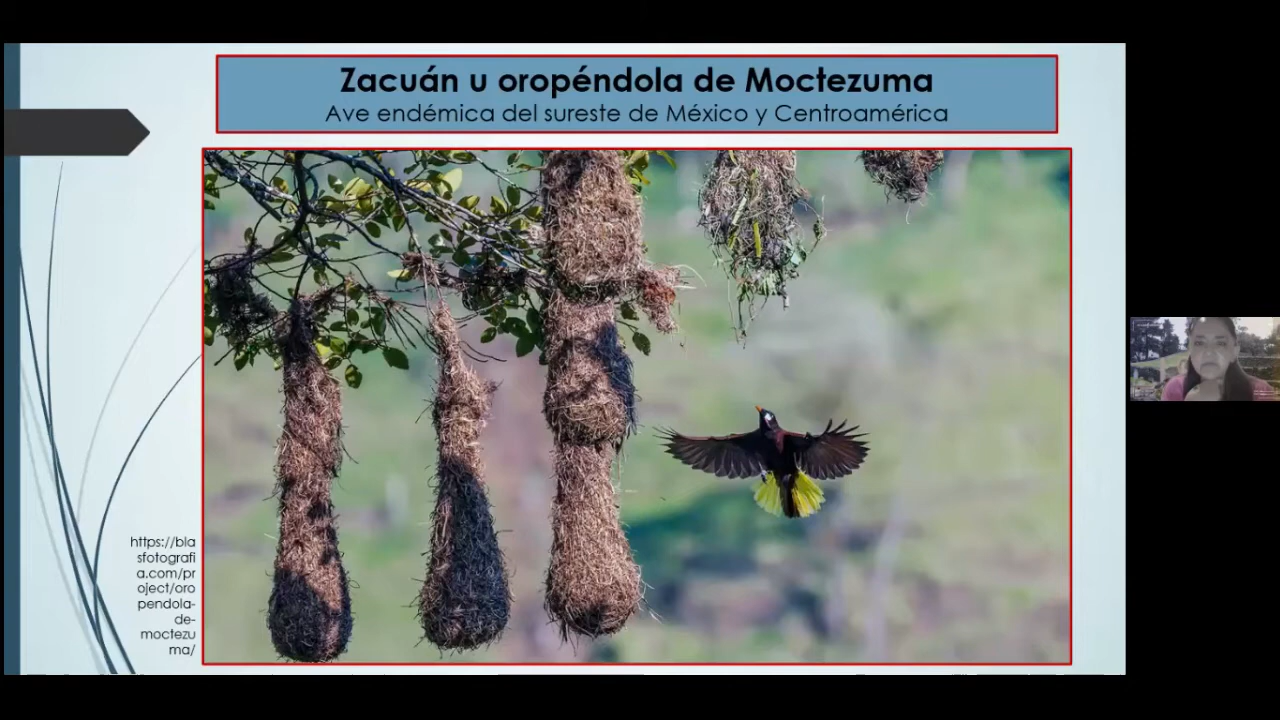 Zacuán u oropéndola de Moctezuma
Ave endémica del sureste de México y Centroamérica
https://bla
sfotografi
a.com/pr
oject/oro
pendola-
de-
moctezu
ma/